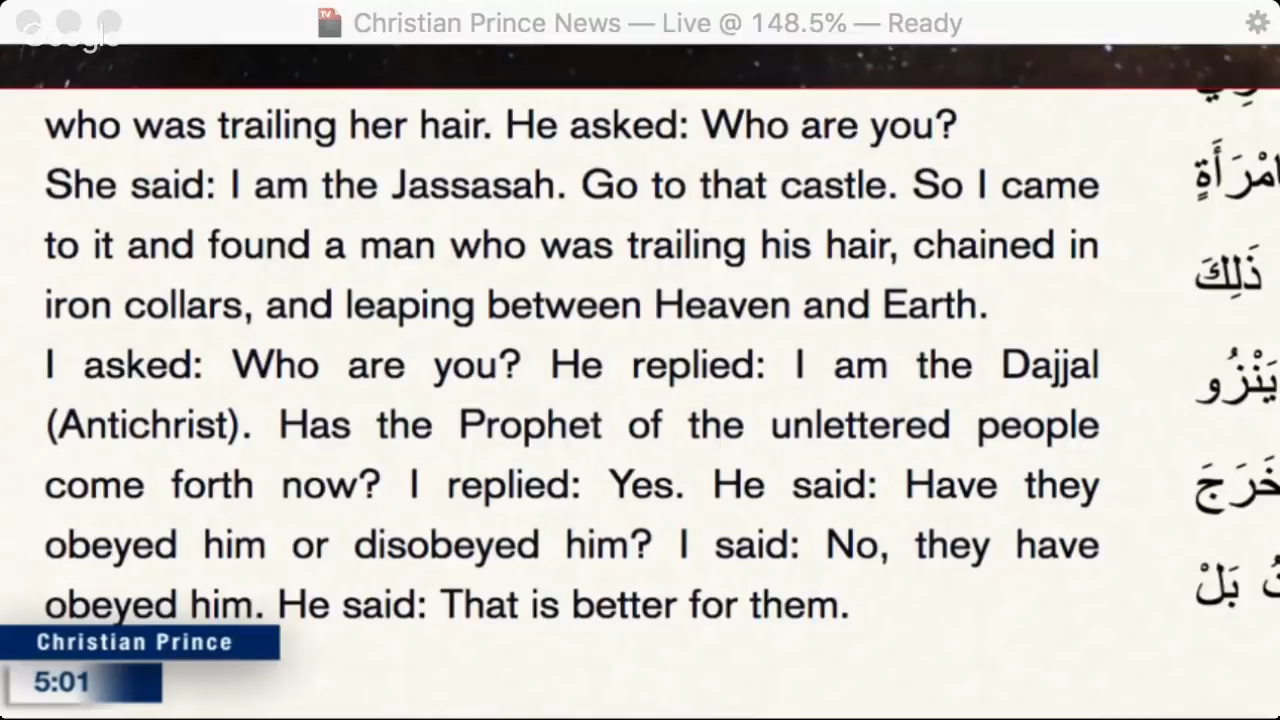 Christian Prince News — Live @ 148.5% — Ready
Google
who was trailing her hair. He asked: Who are you?
She said: I am the Jassasah. Go to that castle. So I came
to it and found a man who was trailing his hair, chained in
iron collars, and leaping between Heaven and Earth.
I asked: Who are you? He replied: I am the Dajjal
(Antichrist). Has the Prophet of the unlettered people
come forth now? I replied: Yes. He said: Have they
obeyed him or disobeyed him? I said: No, they have
obeyed him. He said: That is better for them.
امْرَأَةٍ
ذَلِكَ
يَنْزُو
خَرَجَ
بَلْ
Christian Prince
5:01